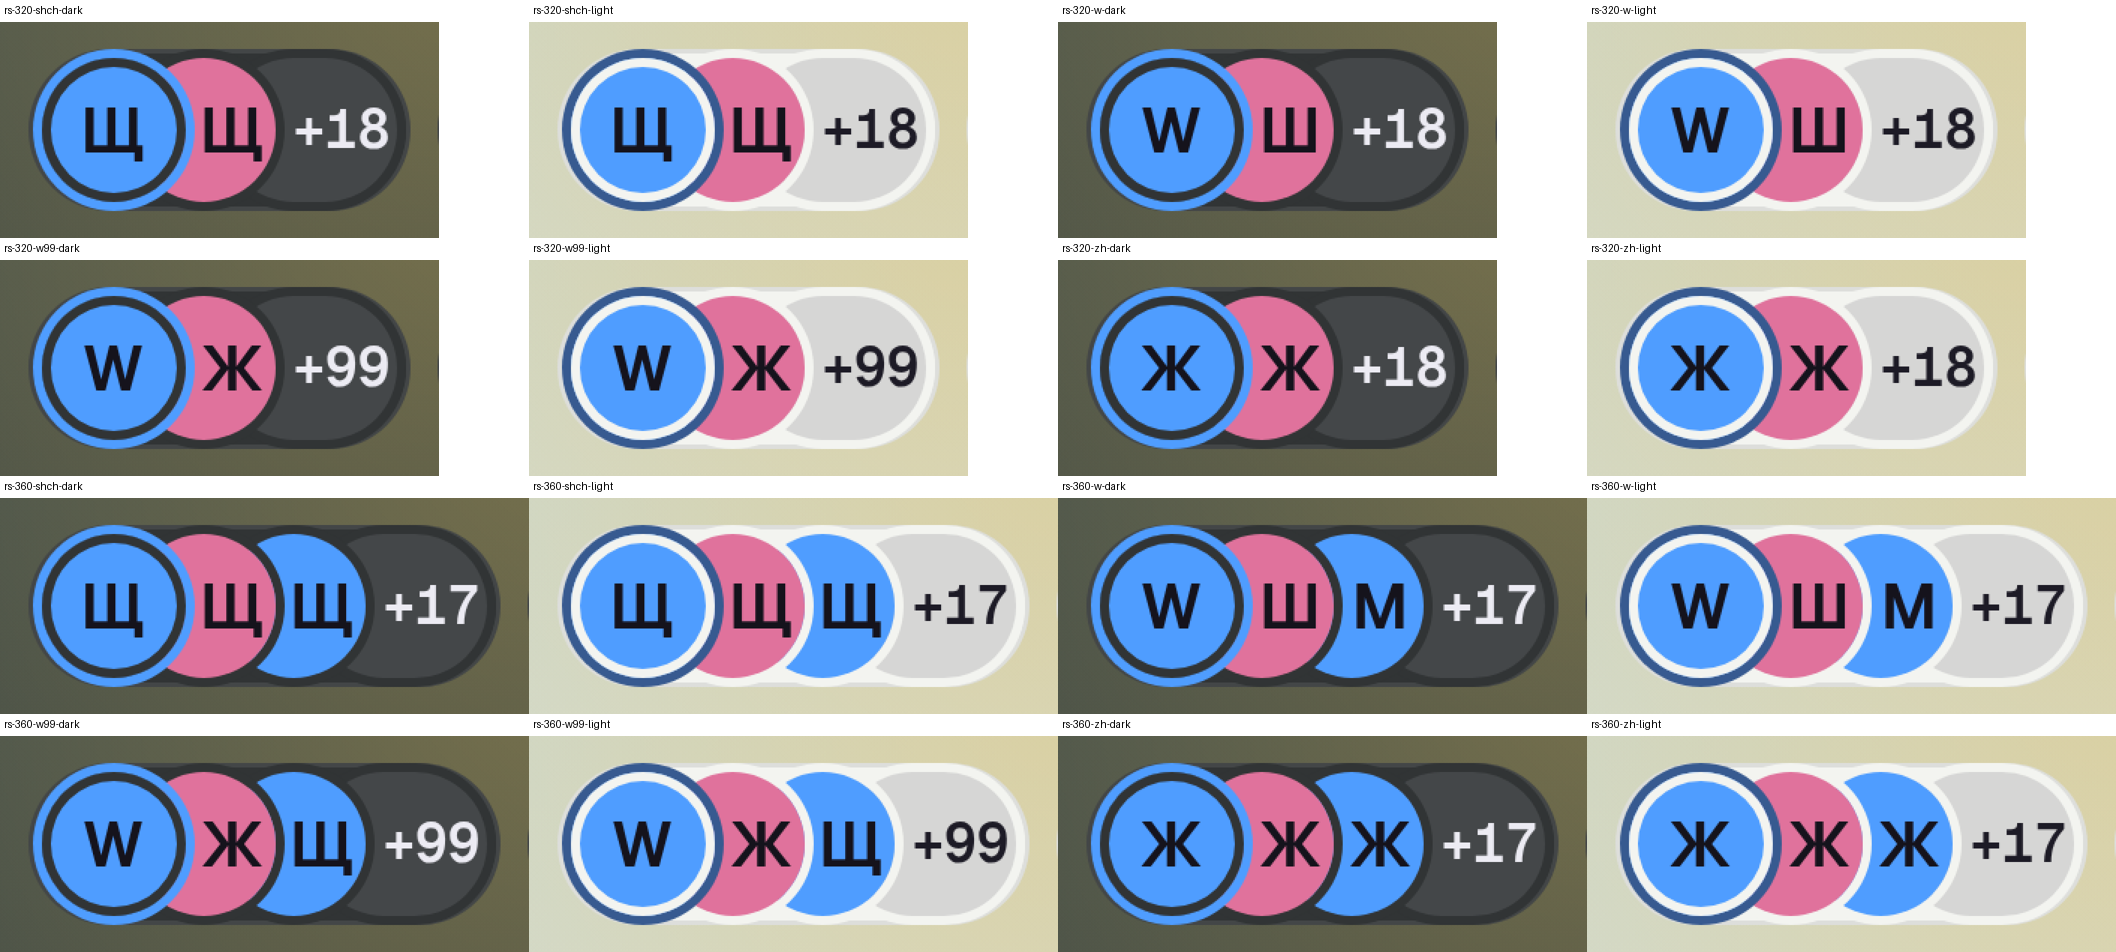 rs-320-shch-dark rs-320-shch-light rs-320-w-dark rs-320-w-light
Щ Щ +18 Щ Щ +18 W Ш +18 W Ш +18
rs-320-w99-dark rs-320-w99-light rs-320-zh-dark rs-320-zh-light
W Ж +99 W Ж +99 Ж Ж +18 Ж Ж +18
rs-360-shch-dark rs-360-shch-light rs-360-w-dark rs-360-w-light
Щ Щ Щ +17 Щ Щ Щ +17 W Ш М +17 W Ш М +17
rs-360-w99-dark rs-360-w99-light rs-360-zh-dark rs-360-zh-light
W Ж Щ +99 W Ж Щ +99 Ж Ж Ж +17 Ж Ж Ж +17